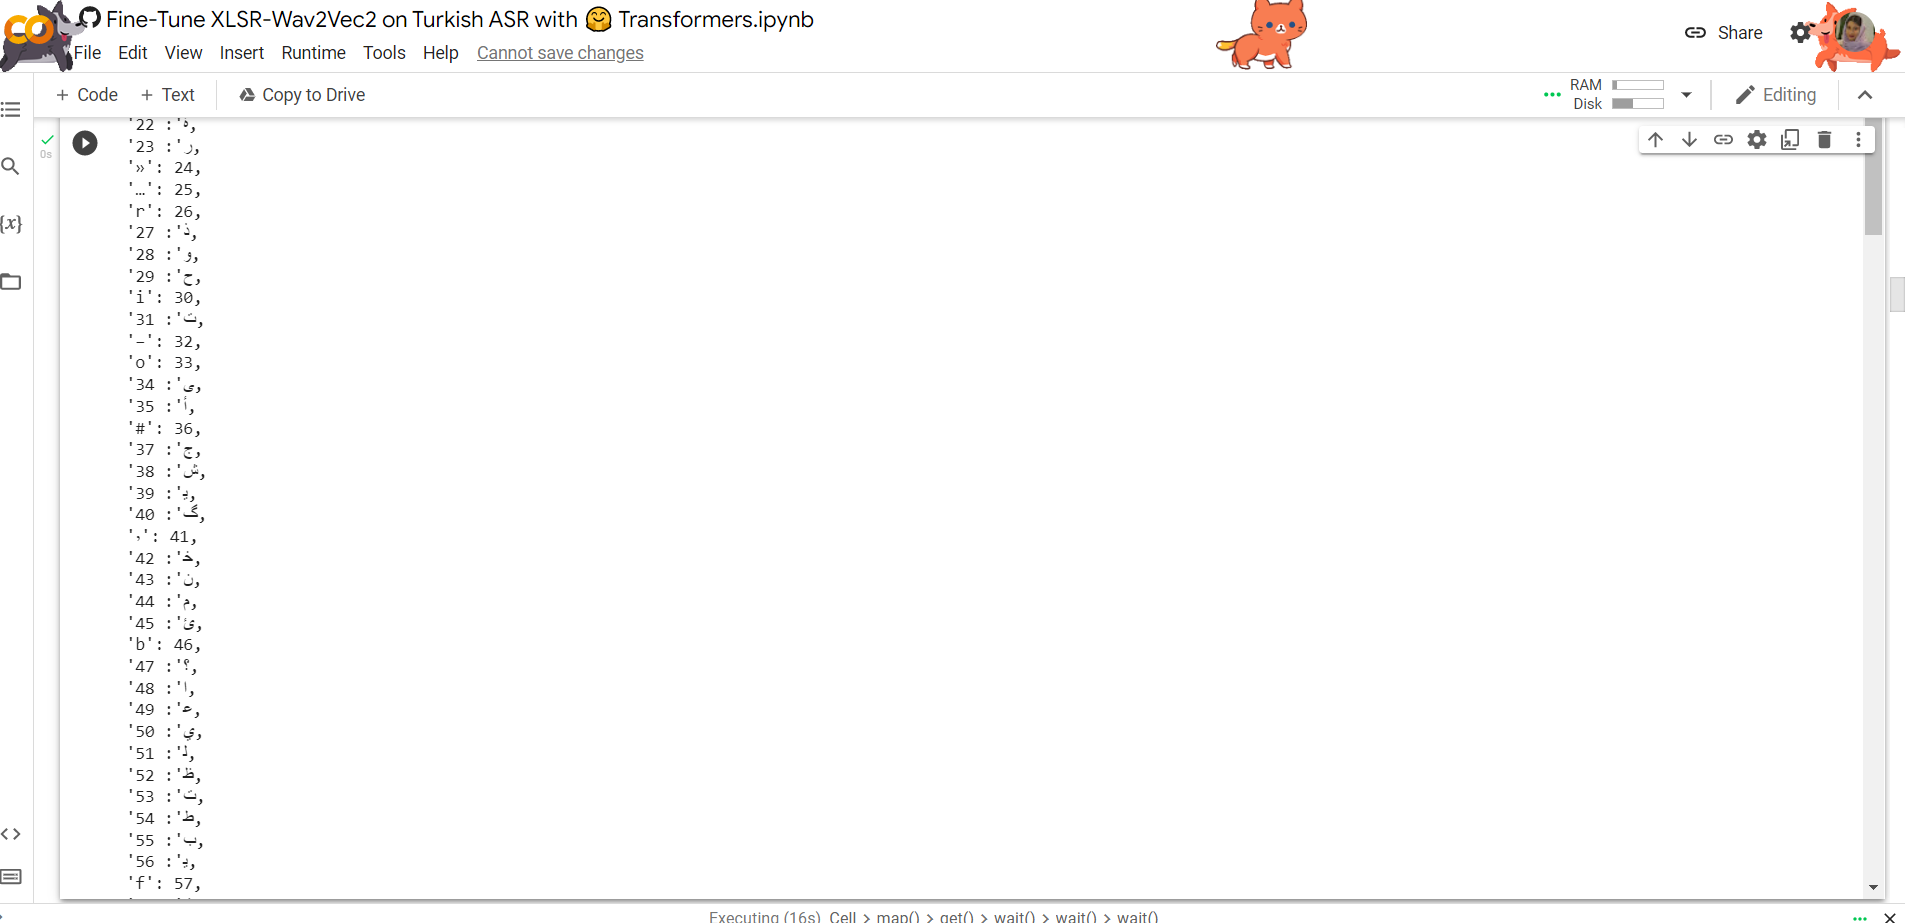 Fine-Tune XLSR-Wav2Vec2 on Turkish ASR with 🤗 Transformers.ipynb
Share
File Edit View Insert Runtime Tools Help Cannot save changes
+ Code + Text Copy to Drive
RAM
Disk
Editing
0s
{x}
'ه': 22,
'ر': 23,
'»': 24,
'…': 25,
'r': 26,
'ذ': 27,
'و': 28,
'ح': 29,
'i': 30,
'ت': 31,
'–': 32,
'o': 33,
'ی': 34,
'أ': 35,
'#': 36,
'ج': 37,
'ش': 38,
'ﯾ': 39,
'گ': 40,
'٬': 41,
'ﺧ': 42,
'ن': 43,
'م': 44,
'ئ': 45,
'b': 46,
'؟': 47,
'ا': 48,
'ﻋ': 49,
'ي': 50,
'ﻟ': 51,
'ظ': 52,
'ت': 53,
'ط': 54,
'ب': 55,
'ﻳ': 56,
'f': 57,
Executing (16s) Cell > map() > get() > wait() > wait() > wait()